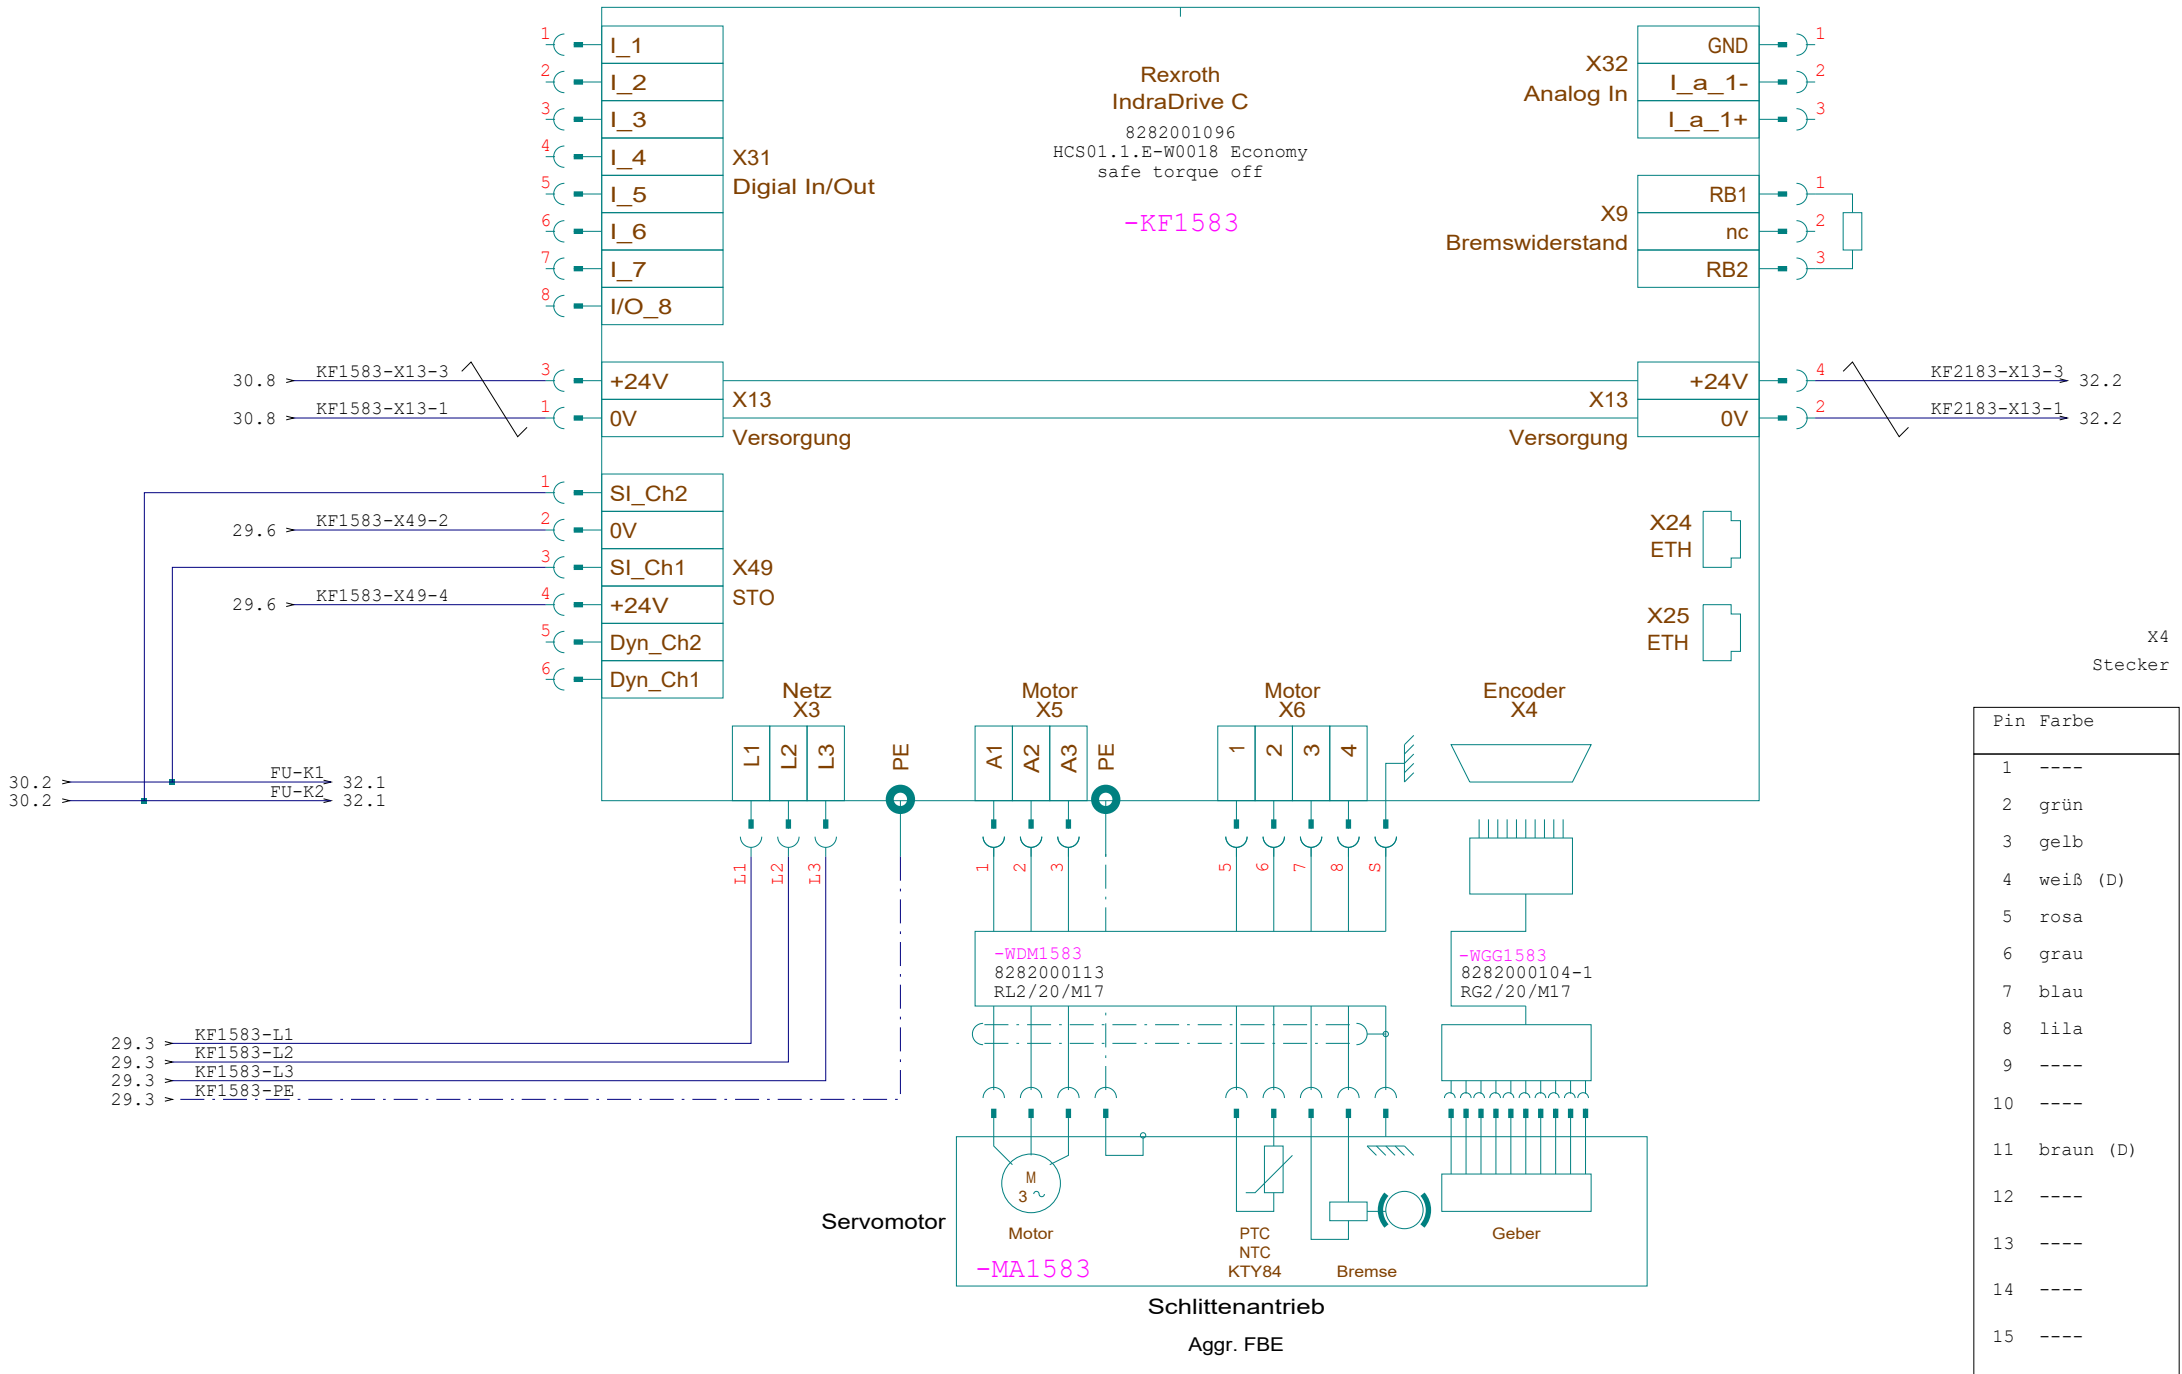 Rexroth
IndraDrive C
8282001096
HCS01.1.E-W0018 Economy
safe torque off
-KF1583
1 I_1
2 I_2
3 I_3
4 I_4
5 I_5
6 I_6
7 I_7
8 I/O_8
X31
Digial In/Out
X32
Analog In
GND 1
I_a_1- 2
I_a_1+ 3
X9
Bremswiderstand
RB1 1
nc 2
RB2 3
30.8 KF1583-X13-3 3 +24V
30.8 KF1583-X13-1 1 0V
X13
Versorgung
X13
Versorgung
+24V 4 KF2183-X13-3 32.2
0V 2 KF2183-X13-1 32.2
1 SI_Ch2
29.6 KF1583-X49-2 2 0V
3 SI_Ch1
29.6 KF1583-X49-4 4 +24V
5 Dyn_Ch2
6 Dyn_Ch1
X49
STO
X24
ETH
X25
ETH
30.2 FU-K1 32.1
30.2 FU-K2 32.1
Netz
X3
L1 L2 L3 PE
L1 L2 L3
Motor
X5
A1 A2 A3 PE
1 2 3
Motor
X6
1 2 3 4
5 6 7 8 S
Encoder
X4
-WDM1583
8282000113
RL2/20/M17
-WGG1583
8282000104-1
RG2/20/M17
29.3 KF1583-L1
29.3 KF1583-L2
29.3 KF1583-L3
29.3 KF1583-PE
Servomotor
M
3 ~
Motor
-MA1583
PTC
NTC
KTY84
Bremse
Geber
Schlittenantrieb
Aggr. FBE
X4
Stecker
Pin Farbe
1 ----
2 grün
3 gelb
4 weiß (D)
5 rosa
6 grau
7 blau
8 lila
9 ----
10 ----
11 braun (D)
12 ----
13 ----
14 ----
15 ----